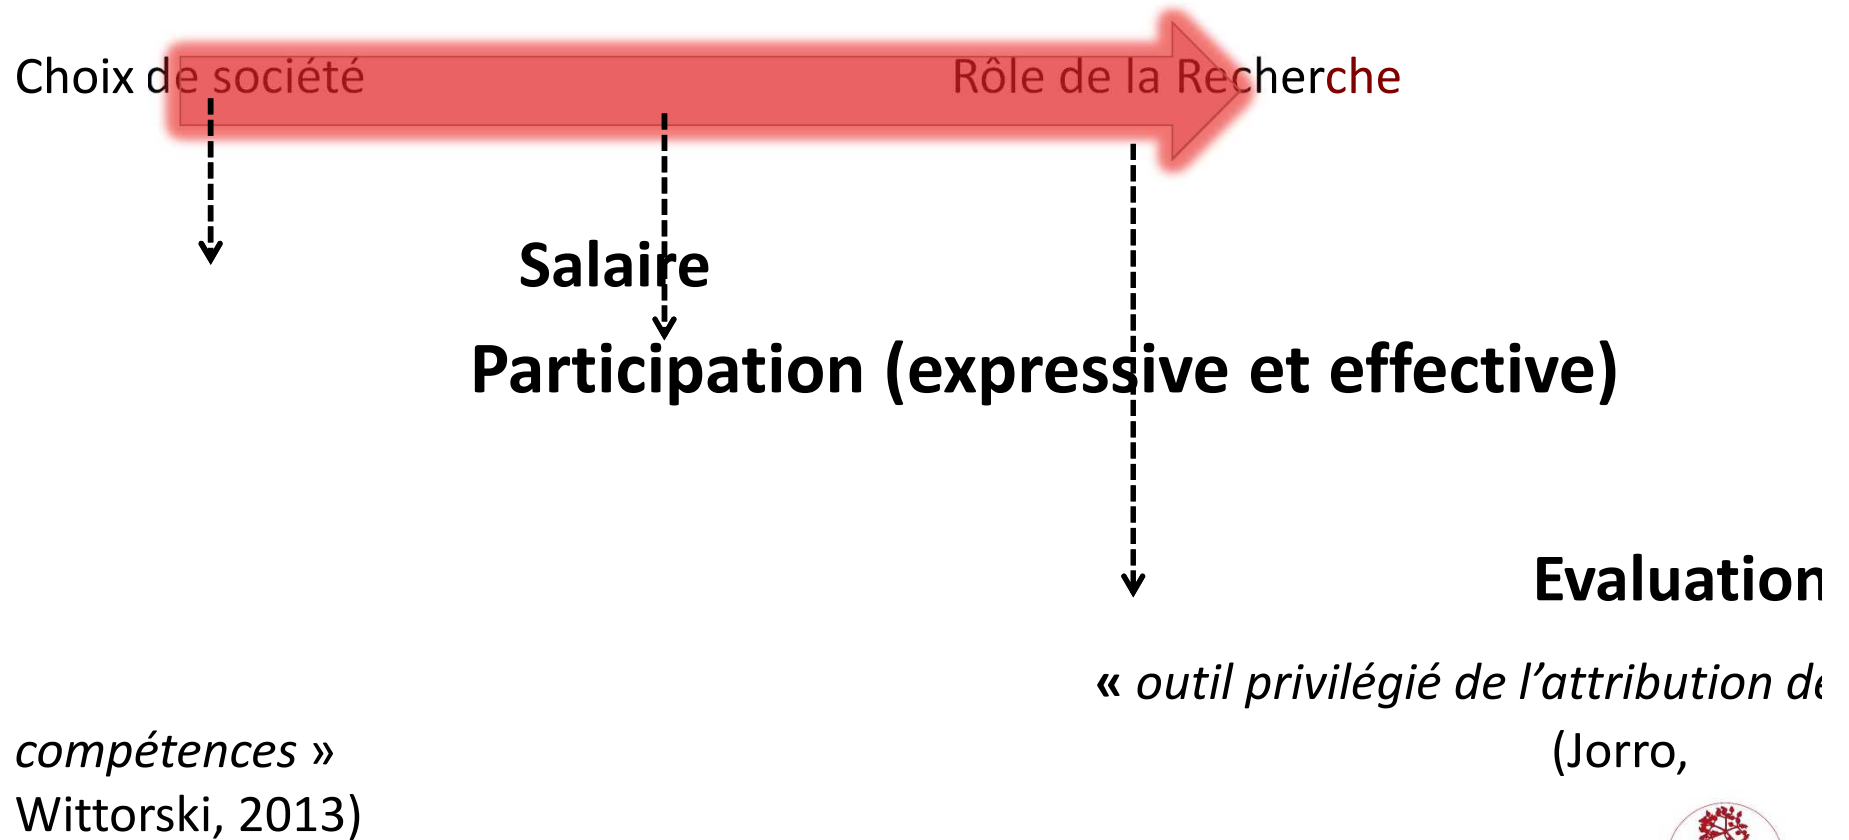 Choix de société Rôle de la Recherche
Salaire
Participation (expressive et effective)
Evaluation
« outil privilégié de l’attribution de
compétences » (Jorro,
Wittorski, 2013)